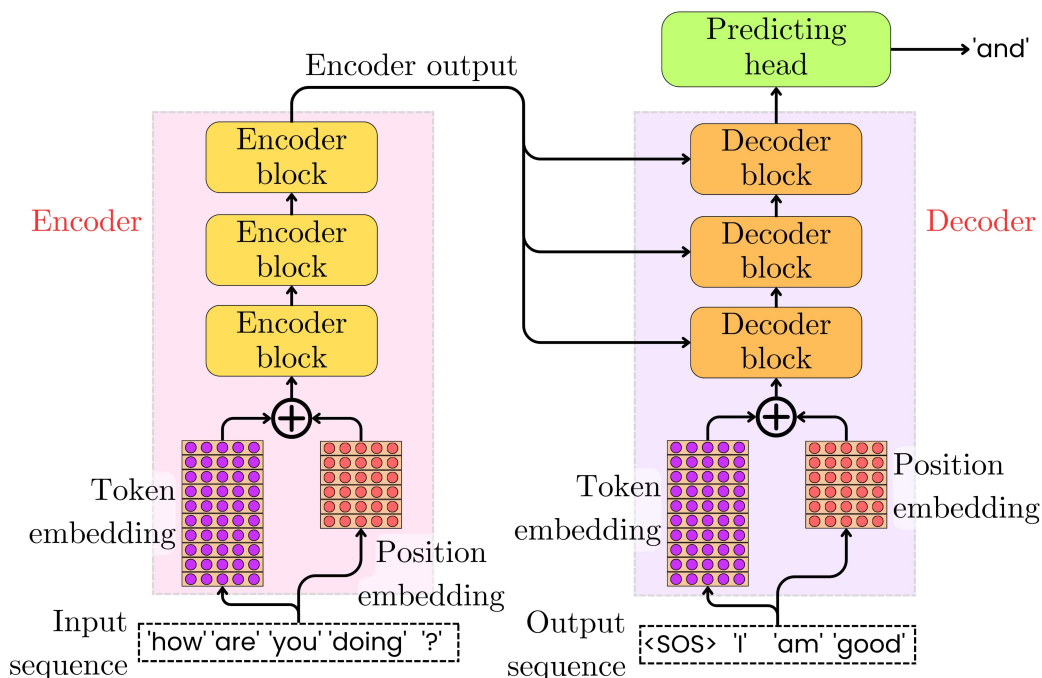 Predicting
head
'and'
Encoder output
Encoder
block
Encoder
block
Encoder
block
Encoder
Token
embedding
Position
embedding
Input
sequence
'how' 'are' 'you' 'doing' '?'
Decoder
block
Decoder
block
Decoder
block
Decoder
Token
embedding
Position
embedding
Output
sequence
<SOS> 'I' 'am' 'good'